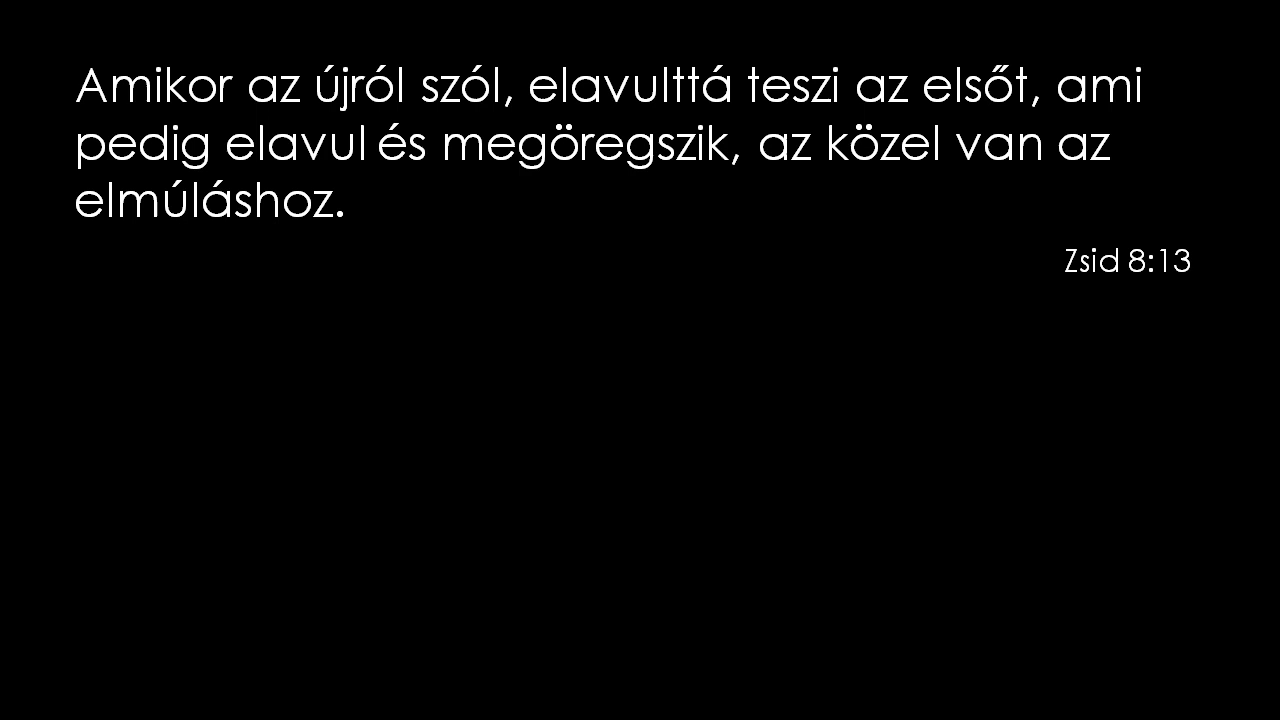 Amikor az újról szól, elavulttá teszi az elsőt, ami
pedig elavul és megöregszik, az közel van az
elmúláshoz.
Zsid 8:13